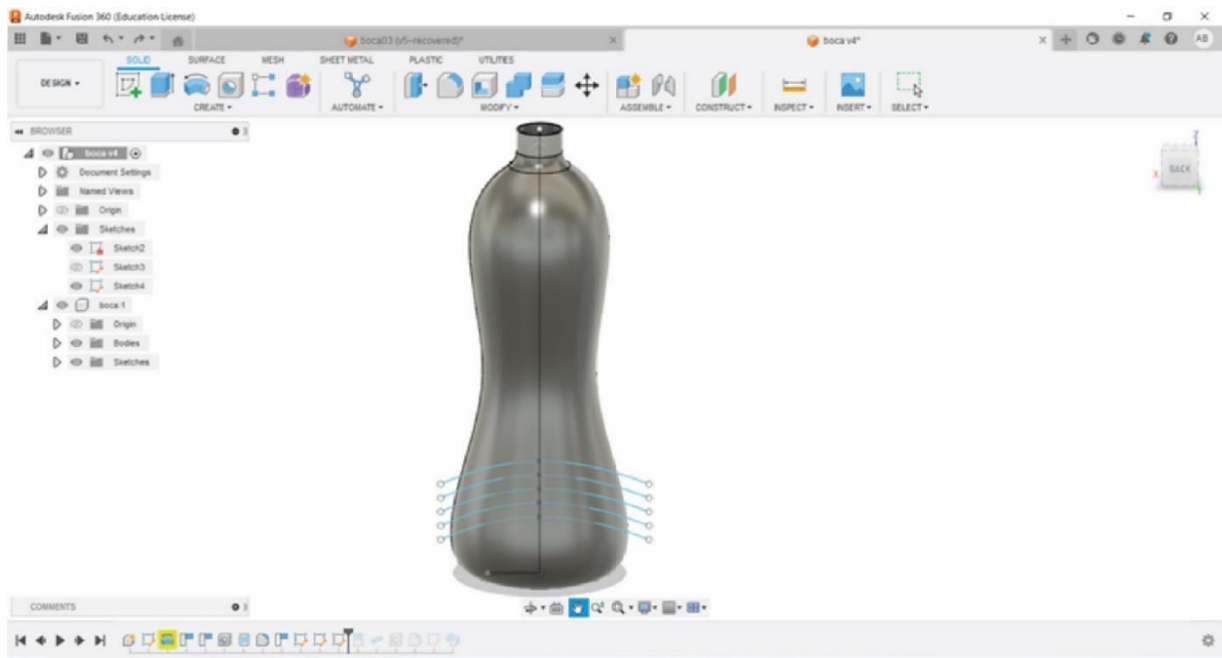 Autodesk Fusion 360 (Education License)
boca03 (v5~recovered)*
boca v4*
AB
DESIGN
SOLID SURFACE MESH SHEET METAL PLASTIC UTILITIES
CREATE AUTOMATE MODIFY ASSEMBLE CONSTRUCT INSPECT INSERT SELECT
BROWSER
boca v4
Document Settings
Named Views
Origin
Sketches
Sketch2
Sketch3
Sketch4
boca:1
Origin
Bodies
Sketches
Z
BACK
X
COMMENTS